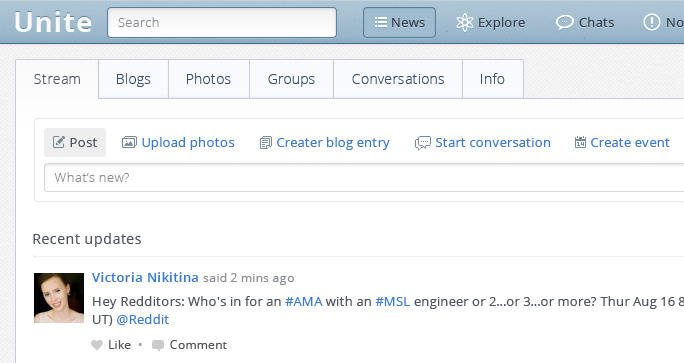 Unite Search News Explore Chats No
Stream Blogs Photos Groups Conversations Info
Post Upload photos Creater blog entry Start conversation Create event
What's new?
Recent updates
Victoria Nikitina said 2 mins ago
Hey Redditors: Who's in for an #AMA with an #MSL engineer or 2...or 3...or more? Thur Aug 16 8
UT) @Reddit
Like • Comment